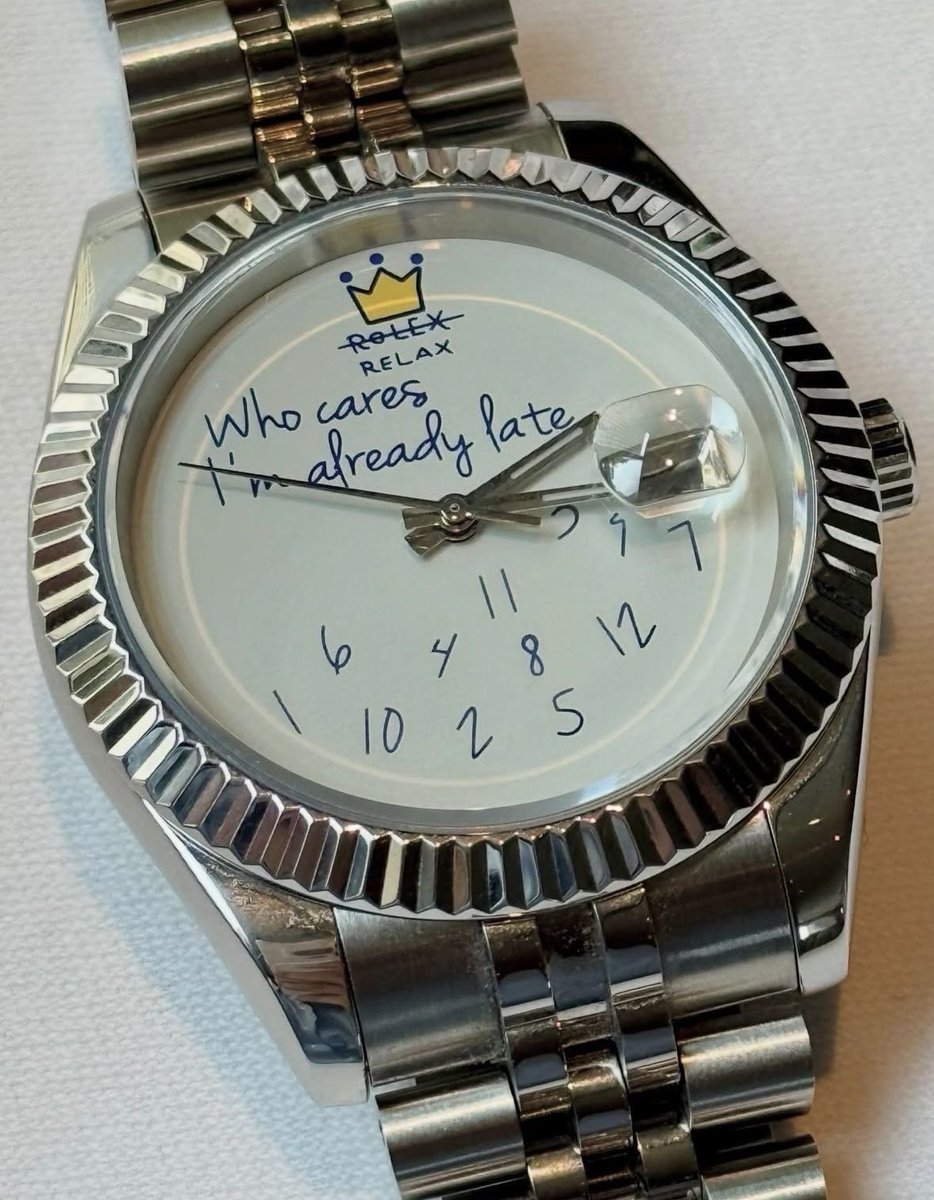 ROLEX
RELAX
Who cares
I'm already late
3 9 7
11
6 4 8 12
1 10 2 5